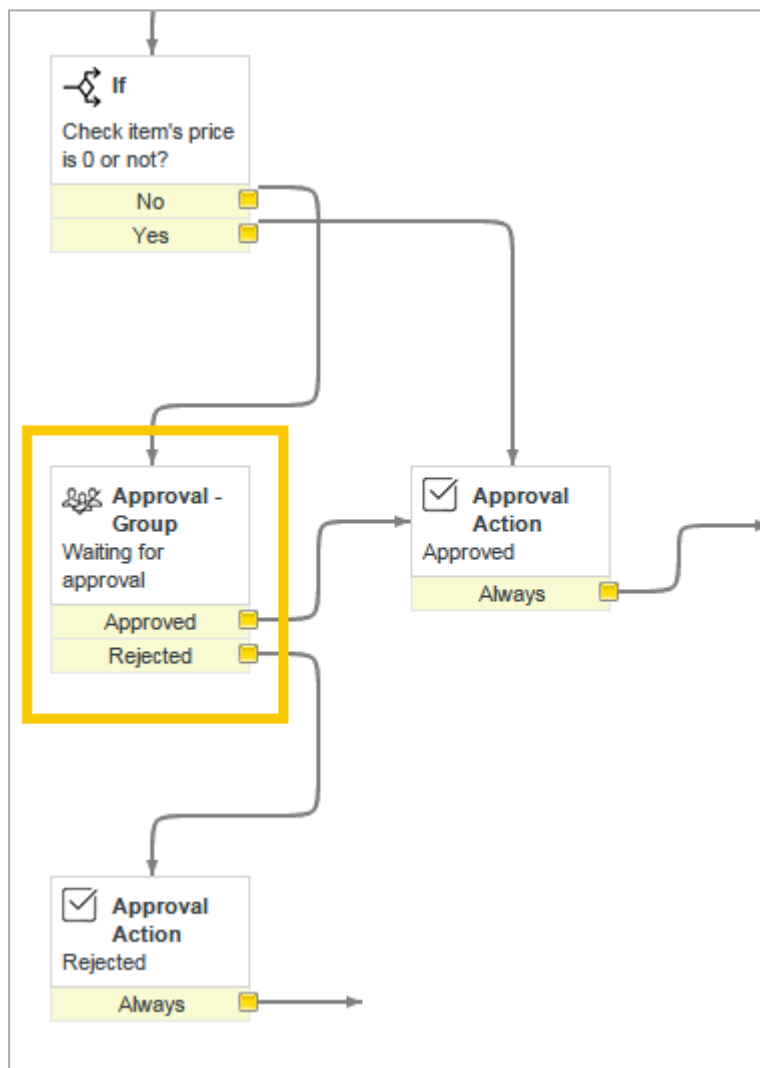 If
Check item's price
is 0 or not?
No
Yes
Approval -
Group
Waiting for
approval
Approved
Rejected
Approval
Action
Approved
Always
Approval
Action
Rejected
Always